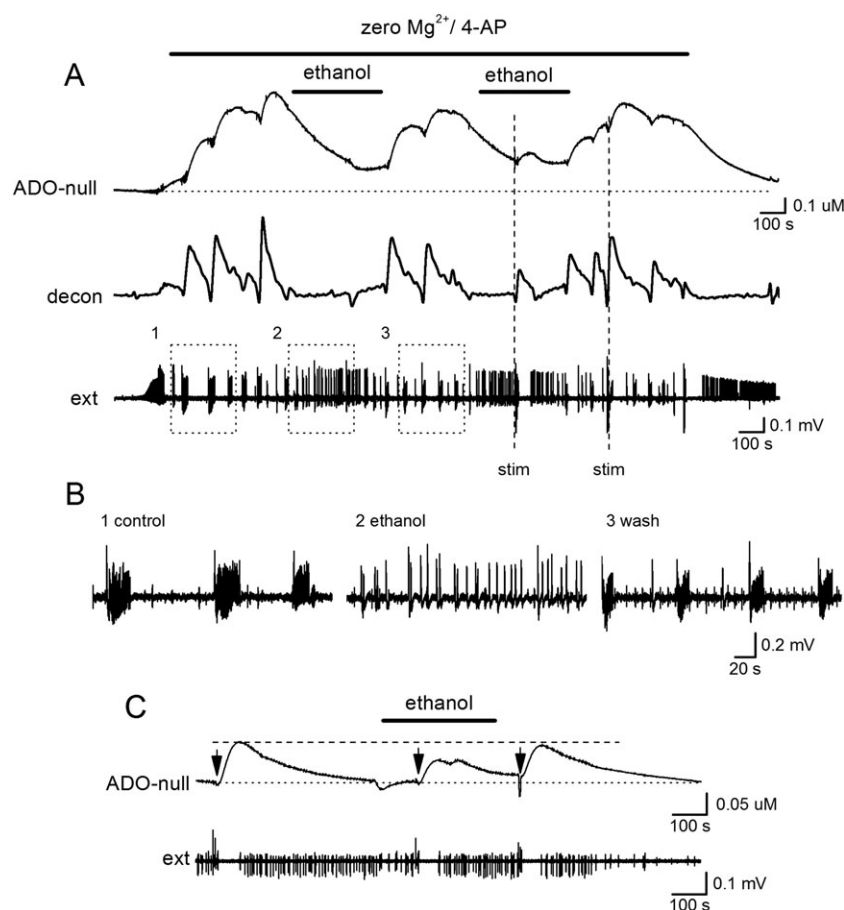 zero Mg²⁺/ 4-AP
A
ethanol
ethanol
ADO-null
0.1 uM
100 s
decon
1
2
3
ext
0.1 mV
100 s
stim
stim
B
1 control
2 ethanol
3 wash
0.2 mV
20 s
C
ethanol
ADO-null
0.05 uM
100 s
ext
0.1 mV
100 s